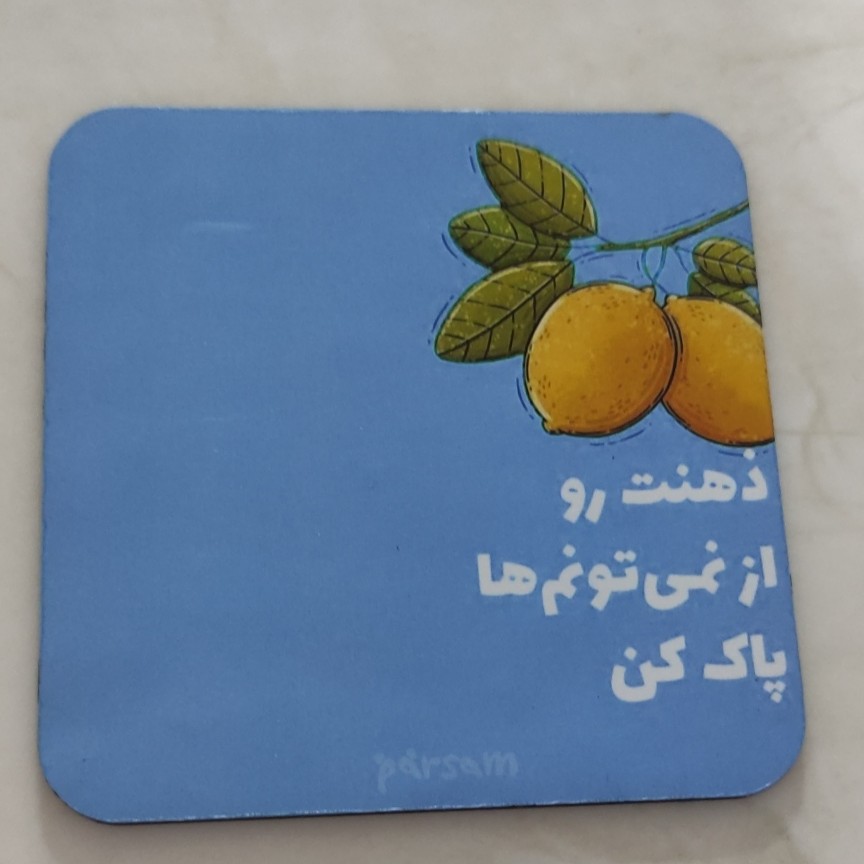 ذهنت رو
از نمی‌تونم‌ها
پاک کن
parsam